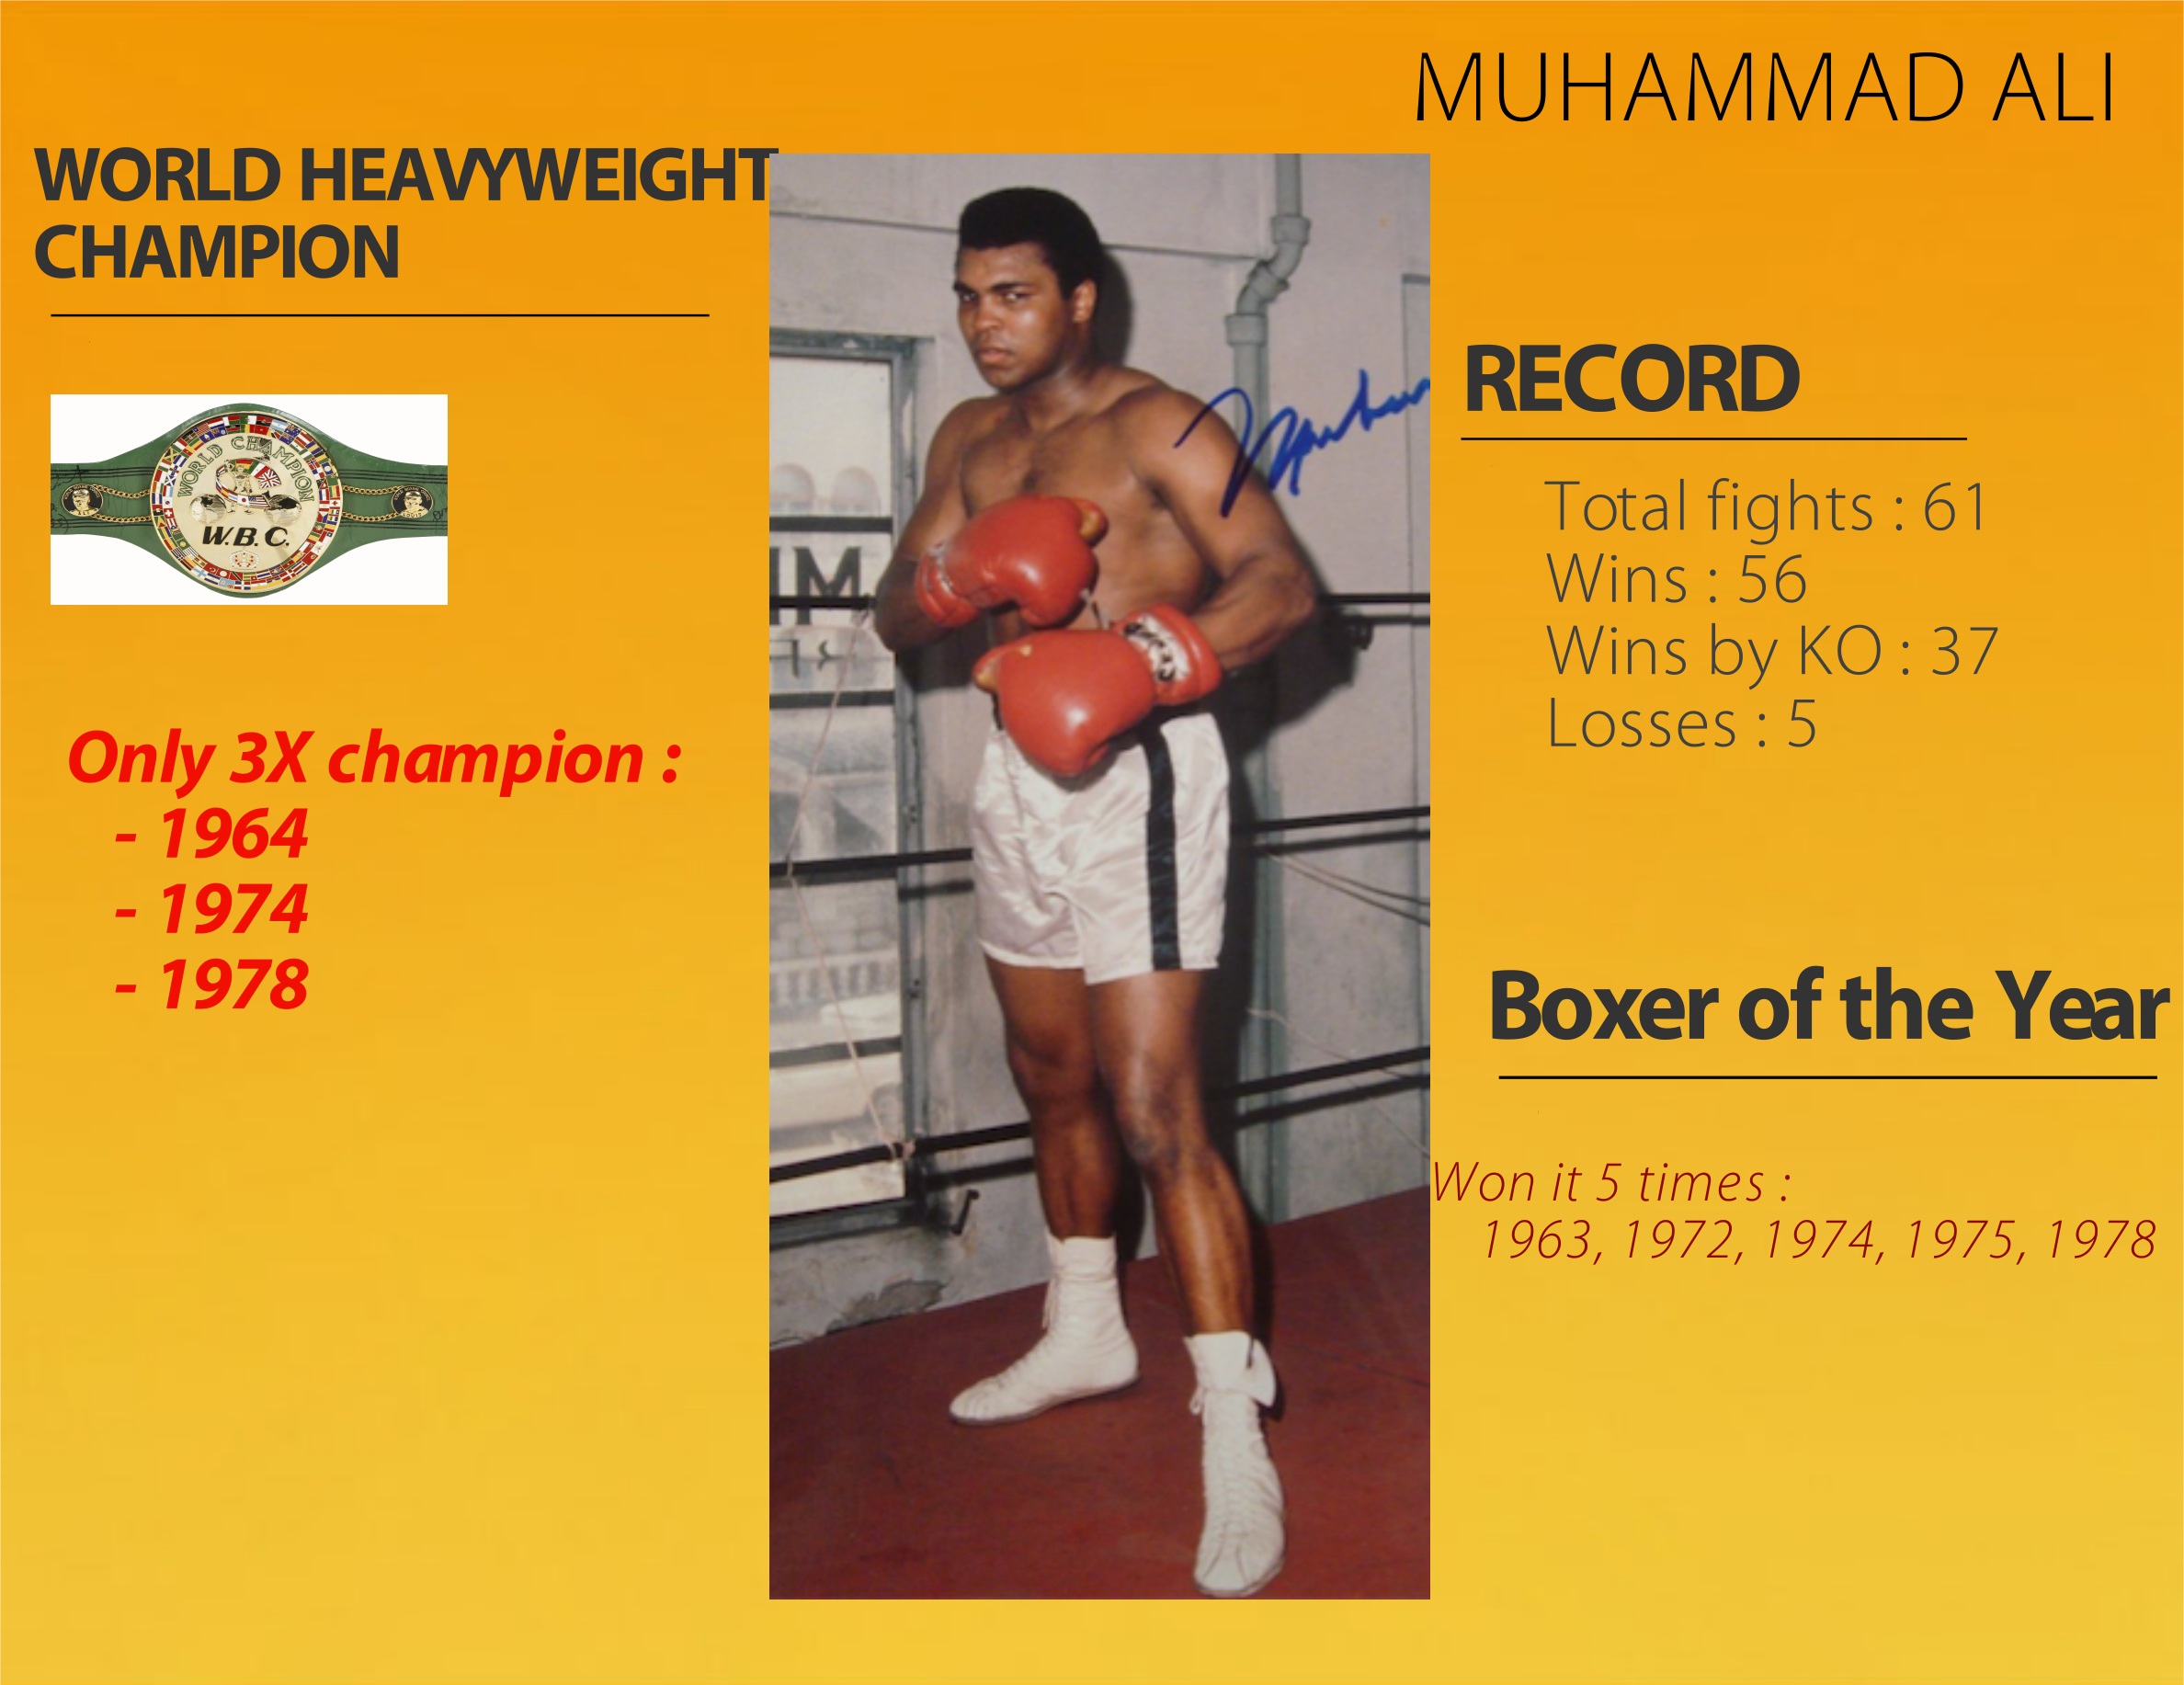 MUHAMMAD ALI
WORLD HEAVYWEIGHT
CHAMPION
WORLD CHAMPION
W.B.C.
Only 3X champion :
- 1964
- 1974
- 1978
RECORD
Total fights : 61
Wins : 56
Wins by KO : 37
Losses : 5
Boxer of the Year
Won it 5 times :
1963, 1972, 1974, 1975, 1978